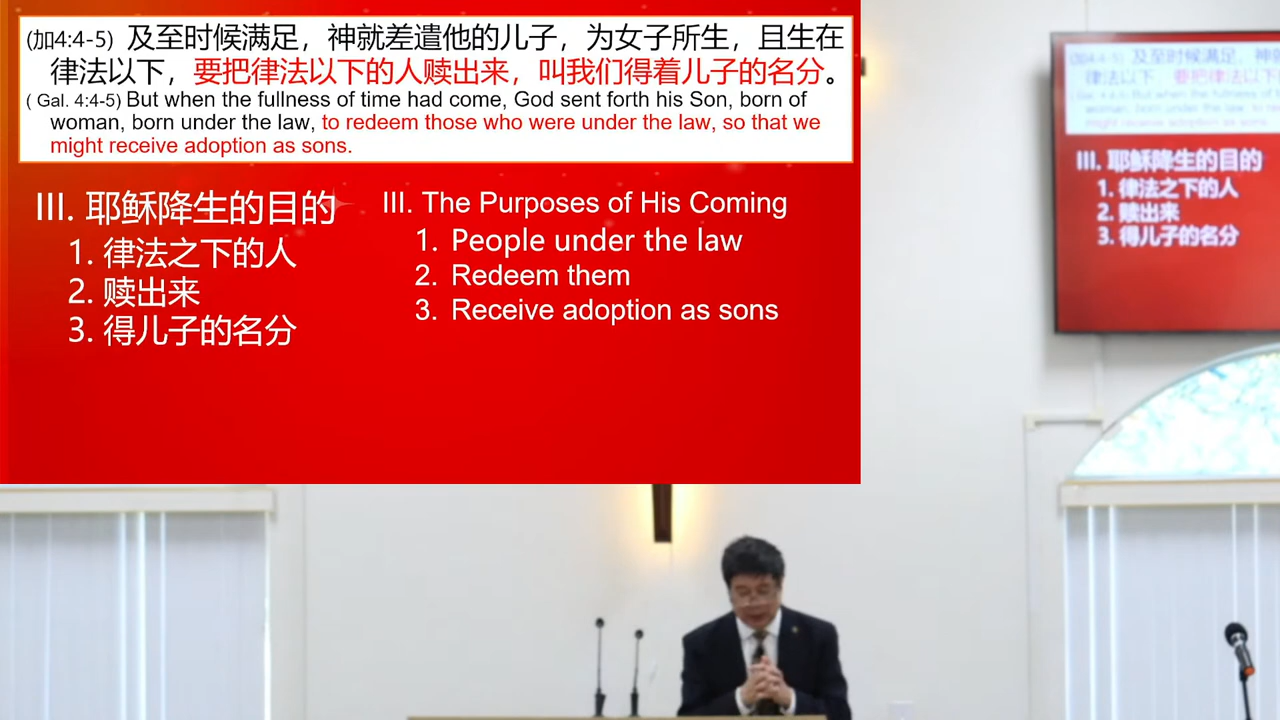 (加4:4-5) 及至时候满足，神就差遣他的儿子，为女子所生，且生在
律法以下，要把律法以下的人赎出来，叫我们得着儿子的名分。
( Gal. 4:4-5) But when the fullness of time had come, God sent forth his Son, born of
woman, born under the law, to redeem those who were under the law, so that we
might receive adoption as sons.
III. 耶稣降生的目的
1. 律法之下的人
2. 赎出来
3. 得儿子的名分
III. The Purposes of His Coming
1. People under the law
2. Redeem them
3. Receive adoption as sons
III. 耶稣降生的目的
1. 律法之下的人
2. 赎出来
3. 得儿子的名分